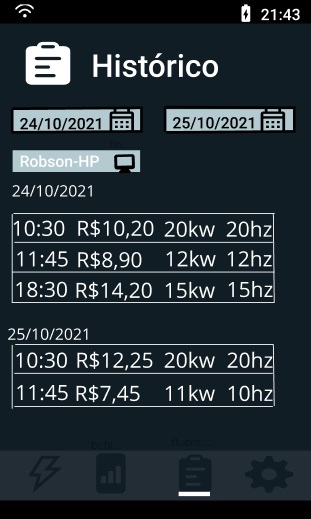 21:43
Histórico
24/10/2021 25/10/2021
Robson-HP
24/10/2021
10:30 R$10,20 20kw 20hz
11:45 R$8,90 12kw 12hz
18:30 R$14,20 15kw 15hz
25/10/2021
10:30 R$12,25 20kw 20hz
11:45 R$7,45 11kw 10hz